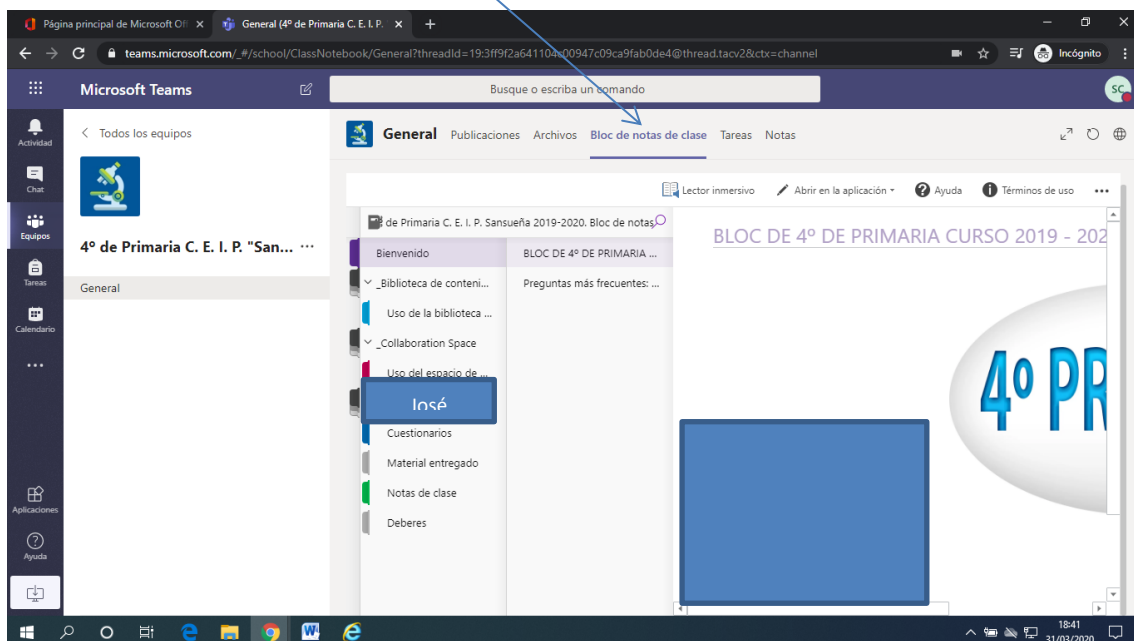 Página principal de Microsoft Off
General (4º de Primaria C. E. I. P.
teams.microsoft.com/_#/school/ClassNotebook/General?threadId=19:3ff9f2a641104c00947c09ca9fab0de4@thread.tacv2&ctx=channel
Incógnito
Microsoft Teams
Busque o escriba un comando
SC
Actividad
Chat
Equipos
Tareas
Calendario
Aplicaciones
Ayuda
Todos los equipos
4º de Primaria C. E. I. P. "San...
General
General Publicaciones Archivos Bloc de notas de clase Tareas Notas
Lector inmersivo Abrir en la aplicación Ayuda Términos de uso
de Primaria C. E. I. P. Sansueña 2019-2020. Bloc de notas
Bienvenido
_Biblioteca de conteni...
Uso de la biblioteca ...
_Collaboration Space
Uso del espacio de ...
José
Cuestionarios
Material entregado
Notas de clase
Deberes
BLOC DE 4º DE PRIMARIA ...
Preguntas más frecuentes: ...
BLOC DE 4º DE PRIMARIA CURSO 2019 - 202
4º PR
18:41
31/03/2020